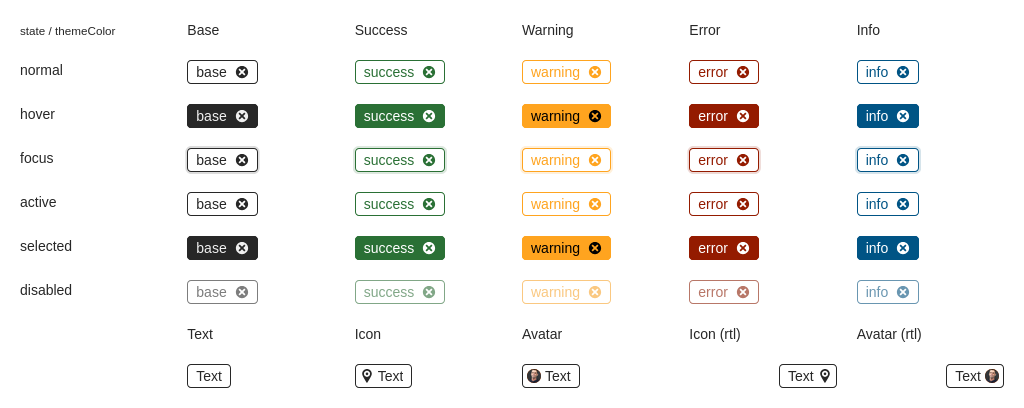 state / themeColor Base Success Warning Error Info
normal base success warning error info
hover base success warning error info
focus base success warning error info
active base success warning error info
selected base success warning error info
disabled base success warning error info
Text Icon Avatar Icon (rtl) Avatar (rtl)
Text Text Text Text Text